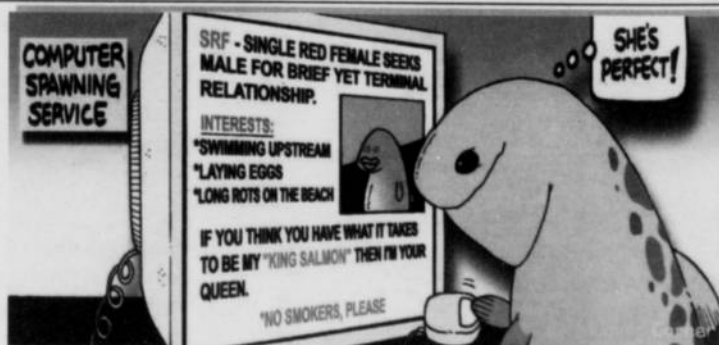 COMPUTER
SPAWNING
SERVICE
SRF - SINGLE RED FEMALE SEEKS
MALE FOR BRIEF YET TERMINAL
RELATIONSHIP.
INTERESTS:
*SWIMMING UPSTREAM
*LAYING EGGS
*LONG ROTS ON THE BEACH
IF YOU THINK YOU HAVE WHAT IT TAKES
TO BE MY "KING SALMON" THEN I'M YOUR
QUEEN.
*NO SMOKERS, PLEASE
SHE'S
PERFECT!